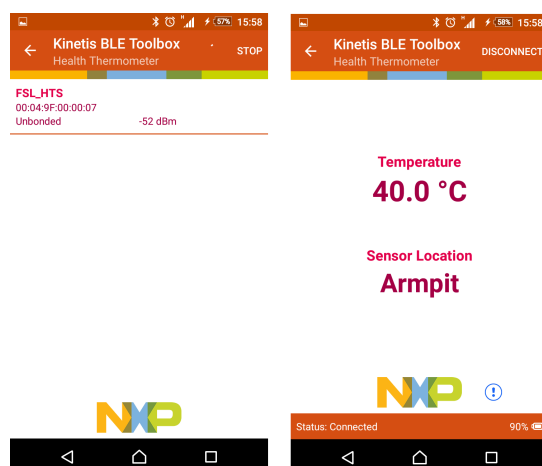 H 57% 15:58
Kinetis BLE Toolbox
Health Thermometer
STOP
FSL_HTS
00:04:9F:00:00:07
Unbonded -52 dBm
NXP
H 58% 15:58
Kinetis BLE Toolbox
Health Thermometer
DISCONNECT
Temperature
40.0 °C
Sensor Location
Armpit
NXP
Status: Connected 90%